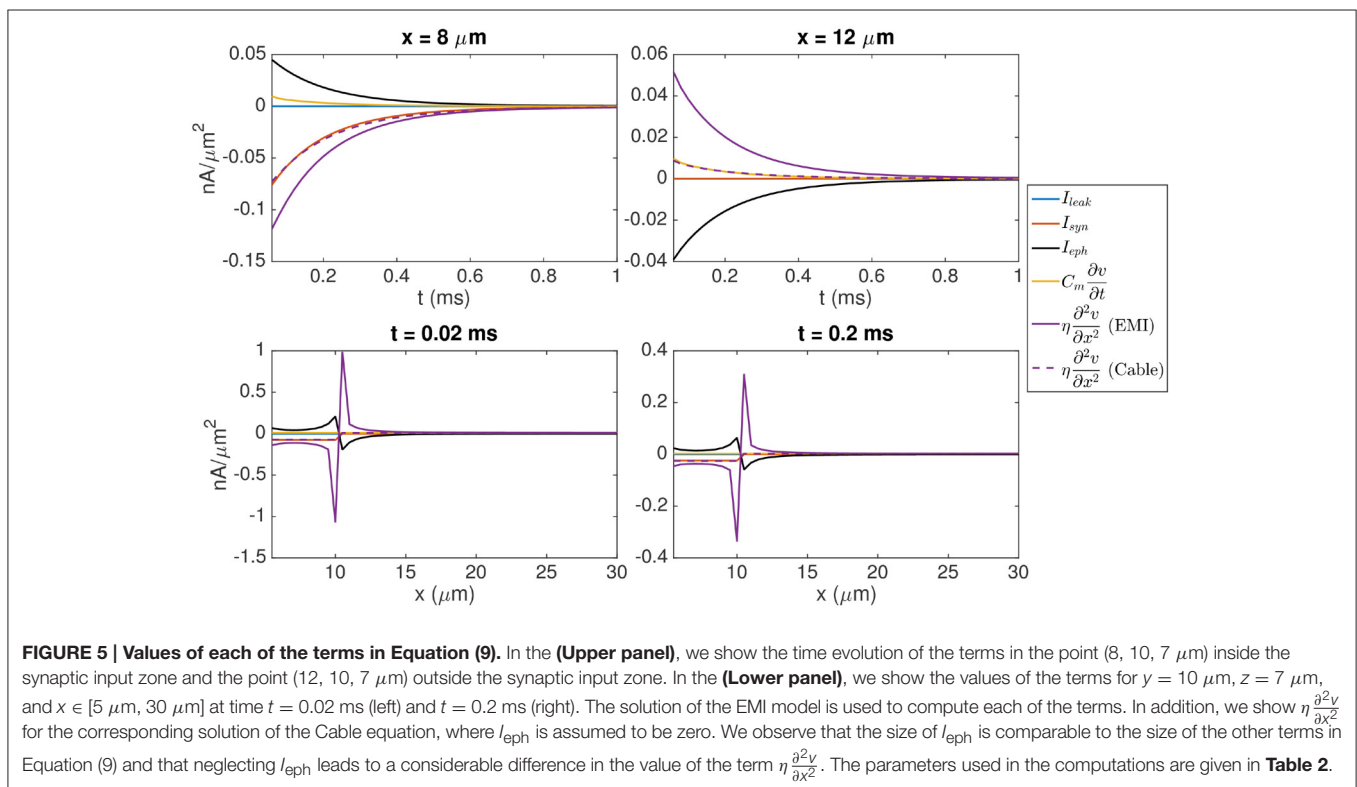 x = 8 μm
0.05
0
-0.05
-0.1
-0.15
nA/μm²
0.2 0.4 0.6 0.8 1
t (ms)
x = 12 μm
0.06
0.04
0.02
0
-0.02
-0.04
0.2 0.4 0.6 0.8 1
t (ms)
I_leak
I_syn
I_eph
C_m ∂v/∂t
η ∂²v/∂x² (EMI)
η ∂²v/∂x² (Cable)
t = 0.02 ms
1
0.5
0
-0.5
-1
-1.5
nA/μm²
10 15 20 25 30
x (μm)
t = 0.2 ms
0.4
0.2
0
-0.2
-0.4
10 15 20 25 30
x (μm)
FIGURE 5 | Values of each of the terms in Equation (9). In the (Upper panel), we show the time evolution of the terms in the point (8, 10, 7 μm) inside the
synaptic input zone and the point (12, 10, 7 μm) outside the synaptic input zone. In the (Lower panel), we show the values of the terms for y = 10 μm, z = 7 μm,
and x ∈ [5 μm, 30 μm] at time t = 0.02 ms (left) and t = 0.2 ms (right). The solution of the EMI model is used to compute each of the terms. In addition, we show η ∂²v/∂x²
for the corresponding solution of the Cable equation, where I_eph is assumed to be zero. We observe that the size of I_eph is comparable to the size of the other terms in
Equation (9) and that neglecting I_eph leads to a considerable difference in the value of the term η ∂²v/∂x². The parameters used in the computations are given in Table 2.